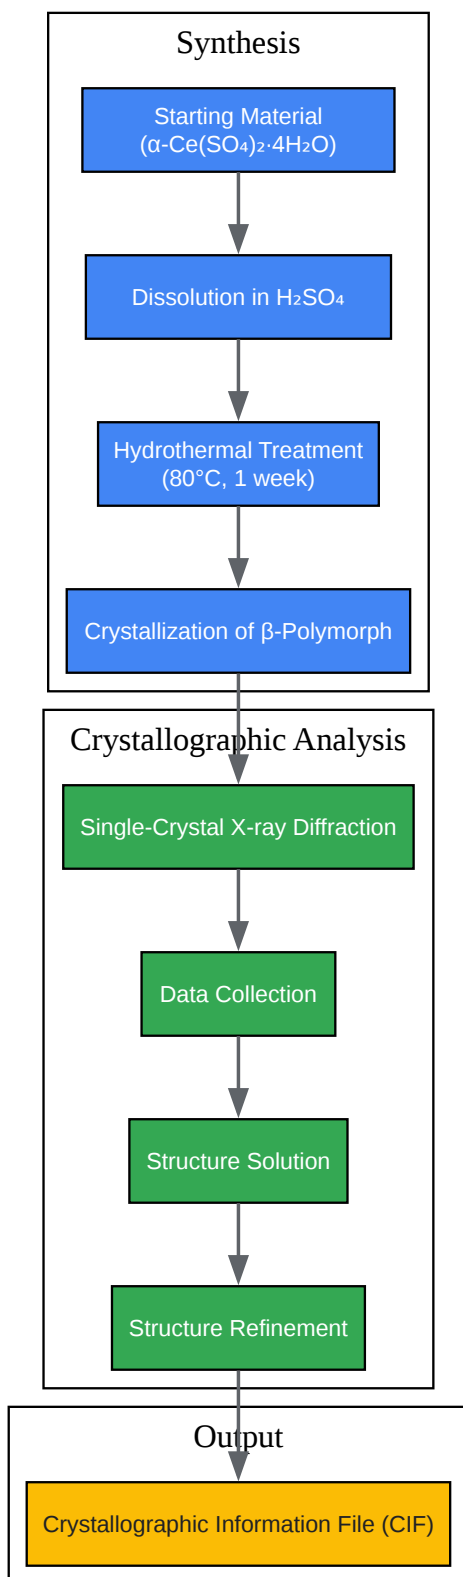 Synthesis
Starting Material
(α-Ce(SO₄)₂·4H₂O)
Dissolution in H₂SO₄
Hydrothermal Treatment
(80°C, 1 week)
Crystallization of β-Polymorph
Crystallographic Analysis
Single-Crystal X-ray Diffraction
Data Collection
Structure Solution
Structure Refinement
Output
Crystallographic Information File (CIF)